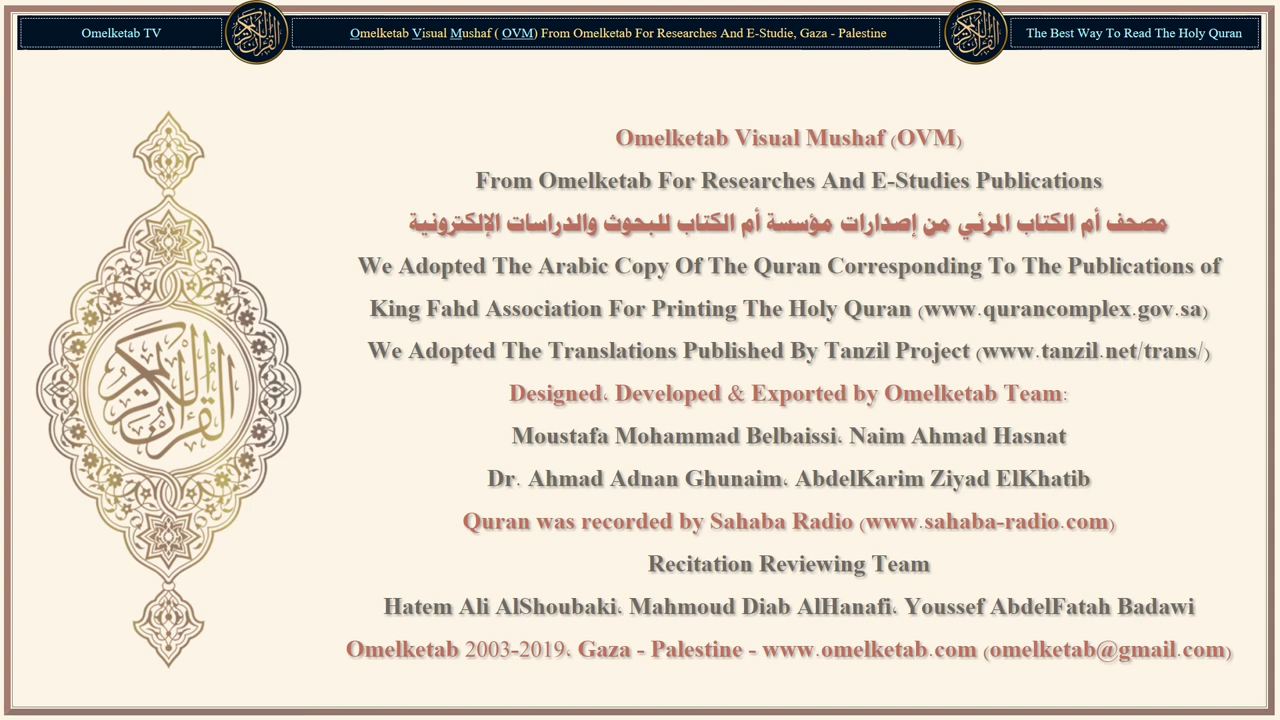 Omelketab TV
Omelketab Visual Mushaf ( OVM) From Omelketab For Researches And E-Studie, Gaza - Palestine
The Best Way To Read The Holy Quran
القرآن الكريم
Omelketab Visual Mushaf (OVM)
From Omelketab For Researches And E-Studies Publications
مصحف أم الكتاب المرئي من إصدارات مؤسسة أم الكتاب للبحوث والدراسات الإلكترونية
We Adopted The Arabic Copy Of The Quran Corresponding To The Publications of
King Fahd Association For Printing The Holy Quran (www.qurancomplex.gov.sa)
We Adopted The Translations Published By Tanzil Project (www.tanzil.net/trans/)
Designed، Developed & Exported by Omelketab Team:
Moustafa Mohammad Belbaissi، Naim Ahmad Hasnat
Dr. Ahmad Adnan Ghunaim، AbdelKarim Ziyad ElKhatib
Quran was recorded by Sahaba Radio (www.sahaba-radio.com)
Recitation Reviewing Team
Hatem Ali AlShoubaki، Mahmoud Diab AlHanafi، Youssef AbdelFatah Badawi
Omelketab 2003-2019، Gaza - Palestine - www.omelketab.com (omelketab@gmail.com)